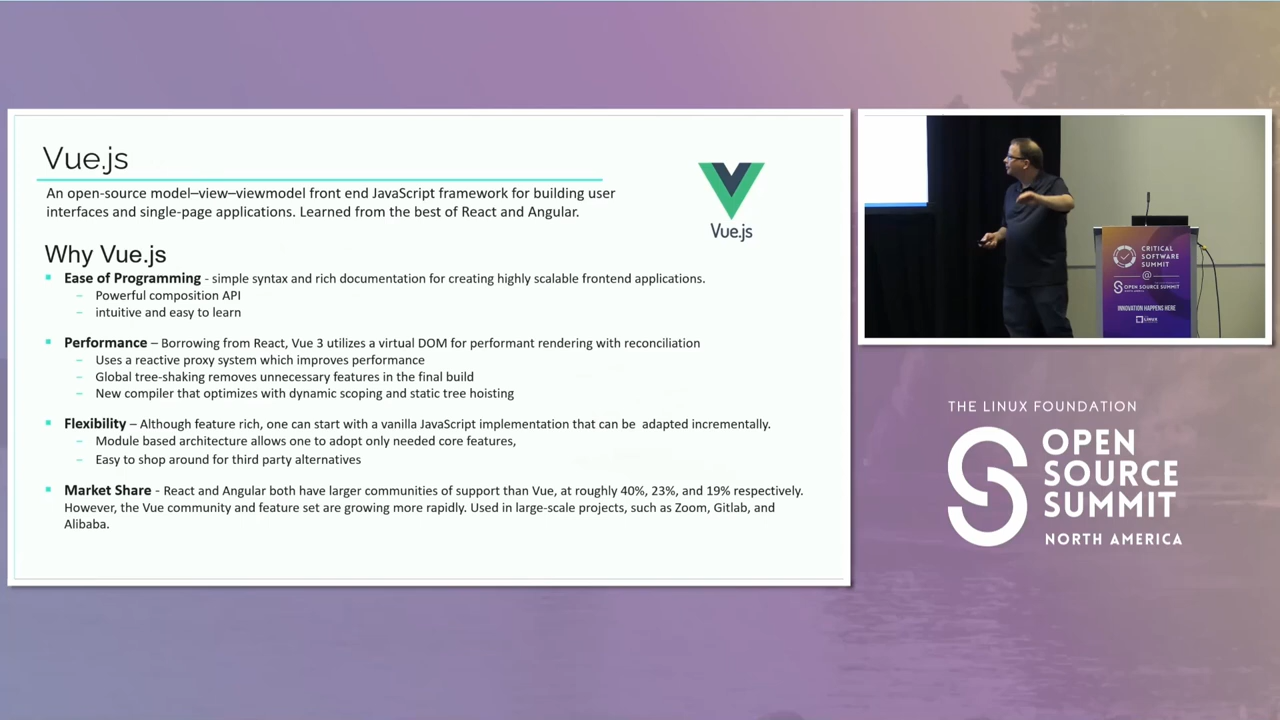 Vue.js
An open-source model–view–viewmodel front end JavaScript framework for building user
interfaces and single-page applications. Learned from the best of React and Angular.
Vue.js
Why Vue.js
▪ Ease of Programming - simple syntax and rich documentation for creating highly scalable frontend applications.
– Powerful composition API
– intuitive and easy to learn
▪ Performance – Borrowing from React, Vue 3 utilizes a virtual DOM for performant rendering with reconciliation
– Uses a reactive proxy system which improves performance
– Global tree-shaking removes unnecessary features in the final build
– New compiler that optimizes with dynamic scoping and static tree hoisting
▪ Flexibility – Although feature rich, one can start with a vanilla JavaScript implementation that can be adapted incrementally.
– Module based architecture allows one to adopt only needed core features,
– Easy to shop around for third party alternatives
▪ Market Share - React and Angular both have larger communities of support than Vue, at roughly 40%, 23%, and 19% respectively.
However, the Vue community and feature set are growing more rapidly. Used in large-scale projects, such as Zoom, Gitlab, and
Alibaba.
CRITICAL
SOFTWARE
SUMMIT
@
OPEN SOURCE SUMMIT
INNOVATION HAPPENS HERE
LINUX
THE LINUX FOUNDATION
OPEN
SOURCE
SUMMIT
NORTH AMERICA